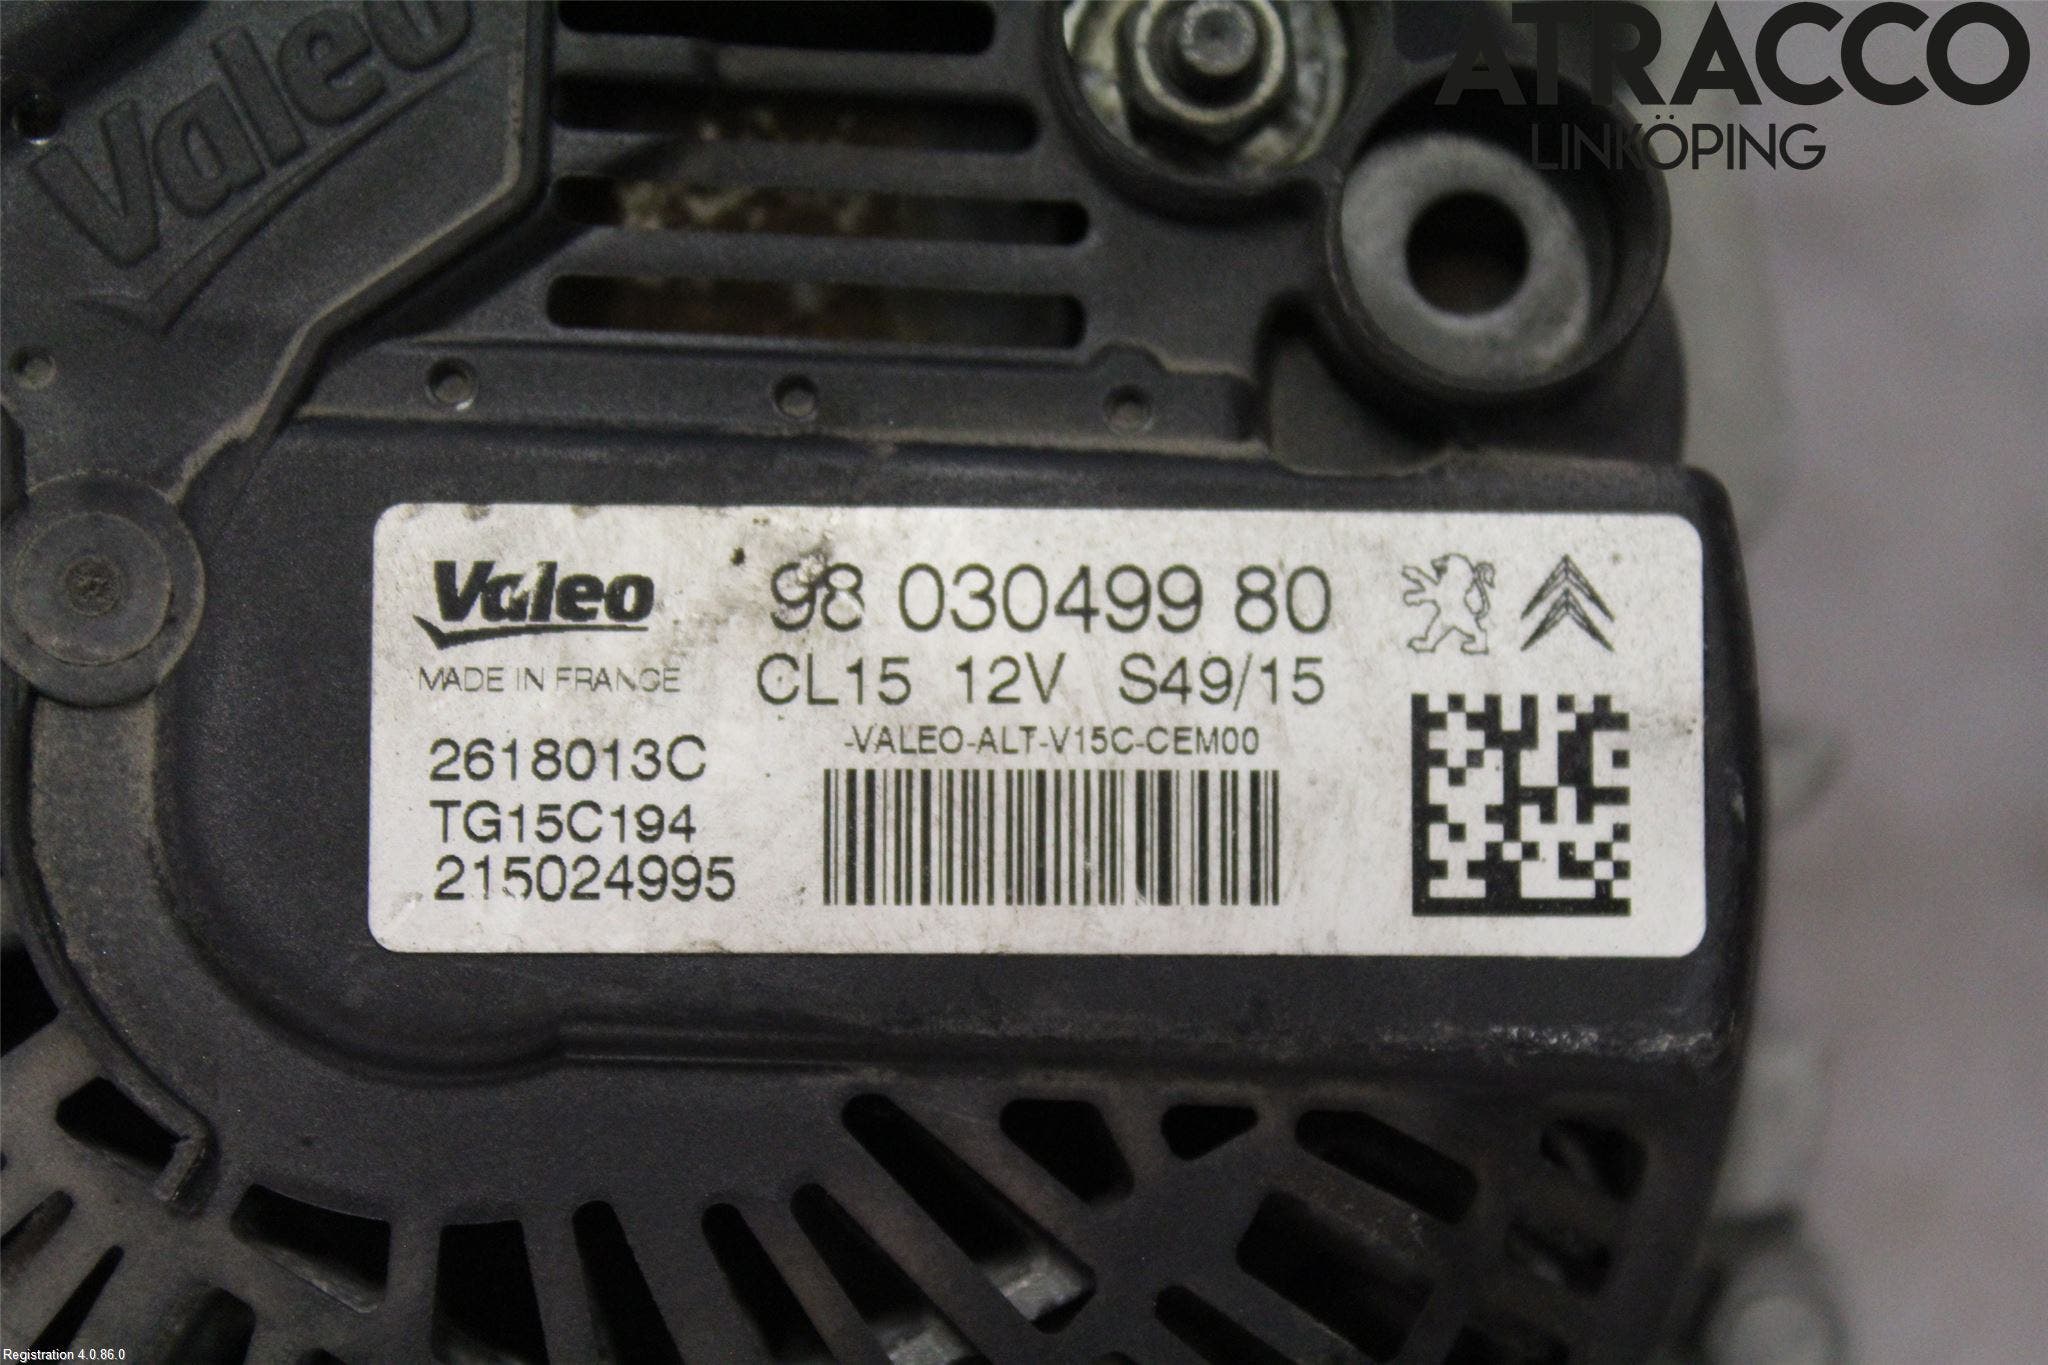 Valeo
ATRACCO
LINKÖPING
Valeo
98 030499 80
MADE IN FRANCE
CL15 12V S49/15
-VALEO-ALT-V15C-CEM00
2618013C
TG15C194
215024995
Registration 4.0.86.0